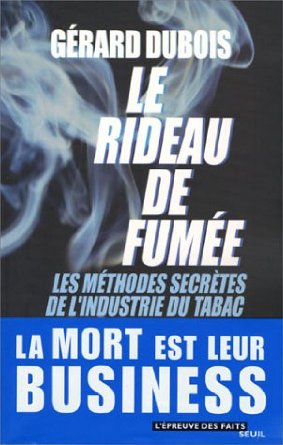 GÉRARD DUBOIS
LE
RIDEAU
DE
FUMÉE
LES MÉTHODES SECRÈTES
DE L'INDUSTRIE DU TABAC
LA MORT EST LEUR
BUSINESS
L'ÉPREUVE DES FAITS
SEUIL